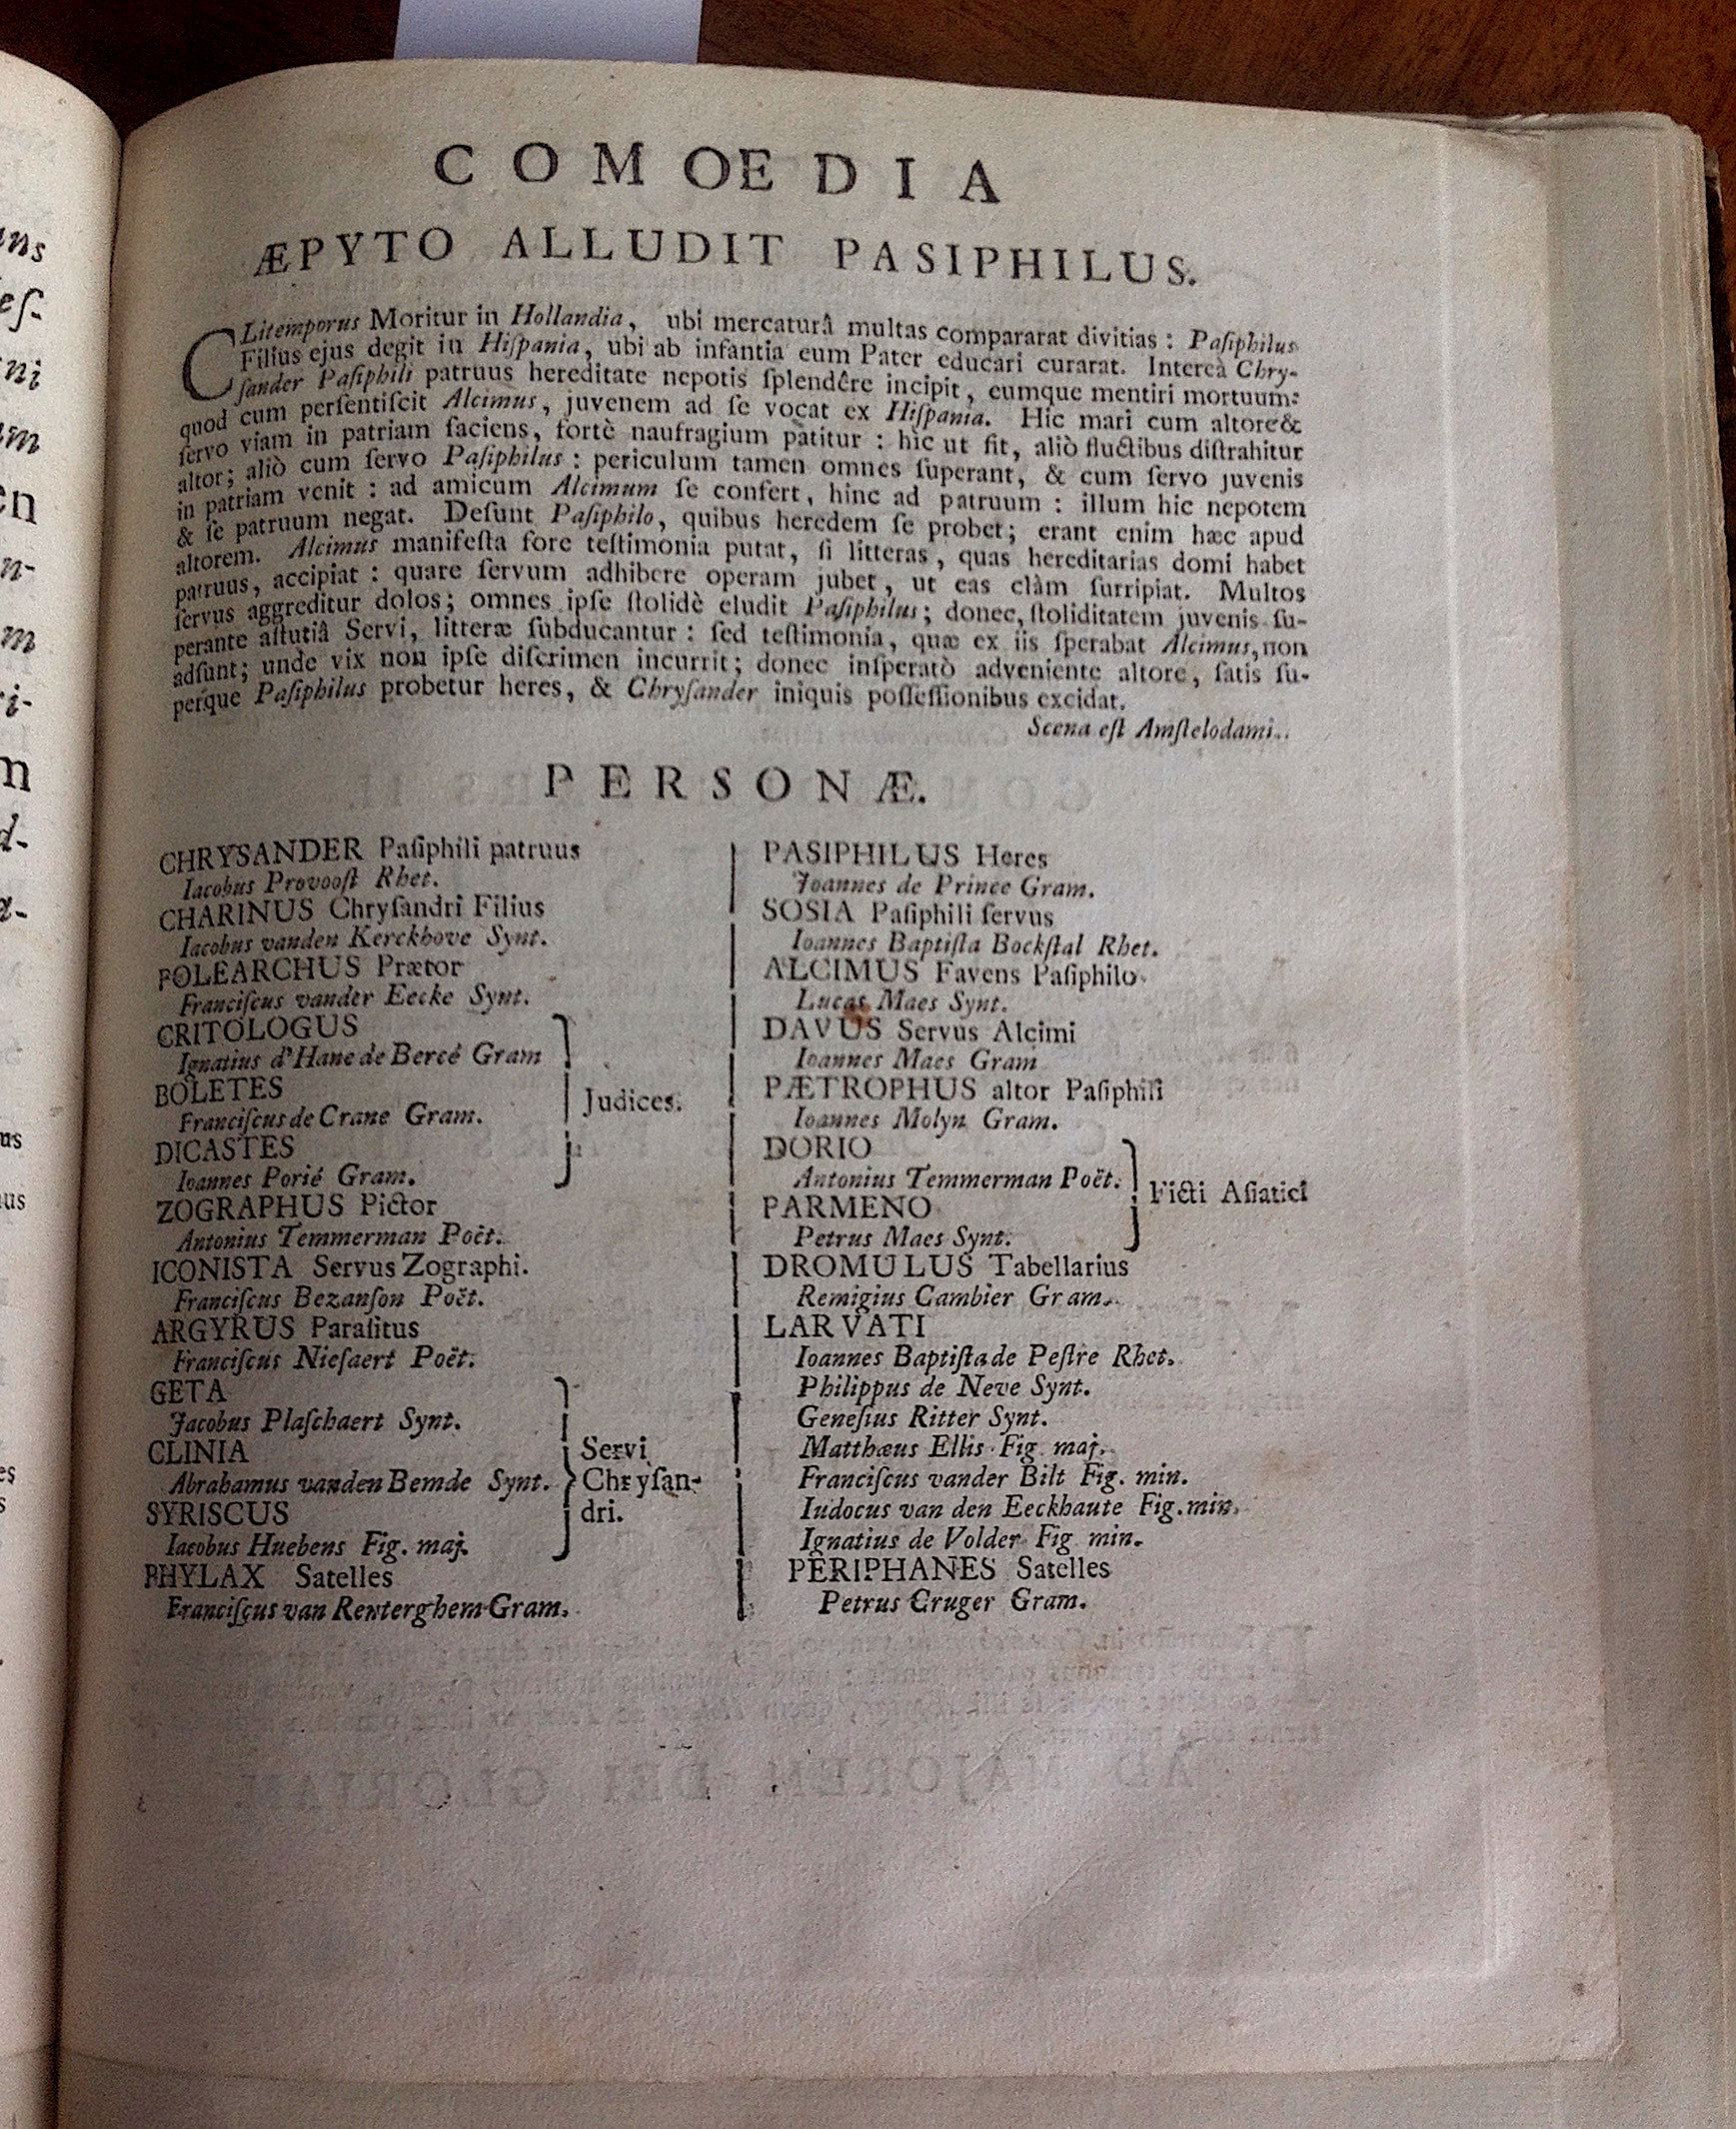 COMOEDIA
ÆPYTO ALLUDIT PASIPHILUS.
CLitemporus Moritur in Hollandia, ubi mercaturâ multas compararat divitias : Paſiphilus
Filius ejus degit in Hiſpania, ubi ab infantia eum Pater educari curarat. Intereà Chry-
ſander Paſiphili patruus hereditate nepotis ſplendêre incipit, eumque mentiri mortuum:
quod cum perſentiſcit Alcimus, juvenem ad ſe vocat ex Hiſpania. Hic mari cum altore &
ſervo viam in patriam faciens, fortè naufragium patitur : hic ut fit, aliò fluctibus diſtrahitur
altor; aliò cum ſervo Paſiphilus : periculum tamen omnes ſuperant, & cum ſervo juvenis
in patriam venit : ad amicum Alcimum ſe confert, hinc ad patruum : illum hic nepotem
& ſe patruum negat. Deſunt Paſiphilo, quibus heredem ſe probet; erant enim hæc apud
altorem. Alcimus manifeſta fore teſtimonia putat, ſi litteras, quas hereditarias domi habet
patruus, accipiat : quare ſervum adhibere operam jubet, ut eas clàm ſurripiat. Multos
ſervus aggreditur dolos; omnes ipſe ſtolidè eludit Paſiphilus; donec, ſtoliditatem juvenis ſu-
perante aſtutiâ Servi, litteræ ſubducantur : ſed teſtimonia, quæ ex iis ſperabat Alcimus, non
adſunt; unde vix non ipſe diſcrimen incurrit; donec inſperatò adveniente altore, ſatis ſu-
perque Paſiphilus probetur heres, & Chryſander iniquis poſſeſſionibus excidat.
Scena eſt Amſtelodami.
PERSONÆ.
CHRYSANDER Paſiphili patruus
Iacobus Provooſt Rhet.
CHARINUS Chryſandri Filius
Iacobus vanden Kerckhove Synt.
POLEARCHUS Prætor
Franciſcus vander Eecke Synt.
CRITOLOGUS
Ignatius d'Hane de Bercé Gram
BOLETES
Franciſcus de Crane Gram.
DICASTES
Ioannes Porié Gram.
Judices.
ZOGRAPHUS Pictor
Antonius Temmerman Poët.
ICONISTA Servus Zographi.
Franciſcus Bezanſon Poët.
ARGYRUS Paraſitus
Franciſcus Nieſaert Poët.
GETA
Jacobus Plaſchaert Synt.
CLINIA
Abrahamus vanden Bemde Synt.
SYRISCUS
Iacobus Huebens Fig. maj.
Servi
Chryſan-
dri.
PHYLAX Satelles
Franciſcus van Renterghem Gram.
PASIPHILUS Heres
Joannes de Prince Gram.
SOSIA Paſiphili ſervus
Ioannes Baptiſta Bockſtal Rhet.
ALCIMUS Favens Paſiphilo
Lucas Maes Synt.
DAVUS Servus Alcimi
Ioannes Maes Gram
PÆTROPHUS altor Paſiphili
Ioannes Molyn Gram.
DORIO
Antonius Temmerman Poët.
PARMENO
Petrus Maes Synt.
Ficti Aſiatici
DROMULUS Tabellarius
Remigius Cambier Gram.
LARVATI
Ioannes Baptiſta de Peſtre Rhet.
Philippus de Neve Synt.
Geneſius Ritter Synt.
Matthæus Ellis Fig. maj.
Franciſcus vander Bilt Fig. min.
Iudocus van den Eeckhaute Fig. min.
Ignatius de Volder Fig min.
PERIPHANES Satelles
Petrus Cruger Gram.